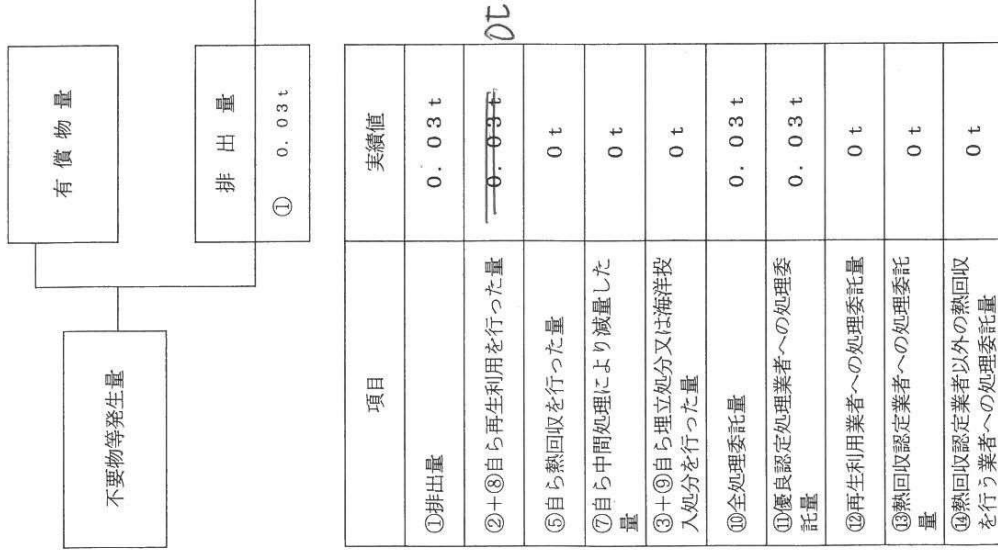 不要物等発生量
有償物量
排出量
① 0.03t
項目 実績値
①排出量 0.03t
②+⑧自ら再生利用を行った量 0.03t 0t
⑤自ら熱回収を行った量 0t
⑦自ら中間処理により減量した
量 0t
③+⑨自ら埋立処分又は海洋投
入処分を行った量 0t
⑩全処理委託量 0.03t
⑪優良認定処理業者への処理委
託量 0.03t
⑫再生利用業者への処理委託量 0t
⑬熱回収認定業者への処理委託
量 0t
⑭熱回収認定業者以外の熱回収
を行う業者への処理委託量 0t